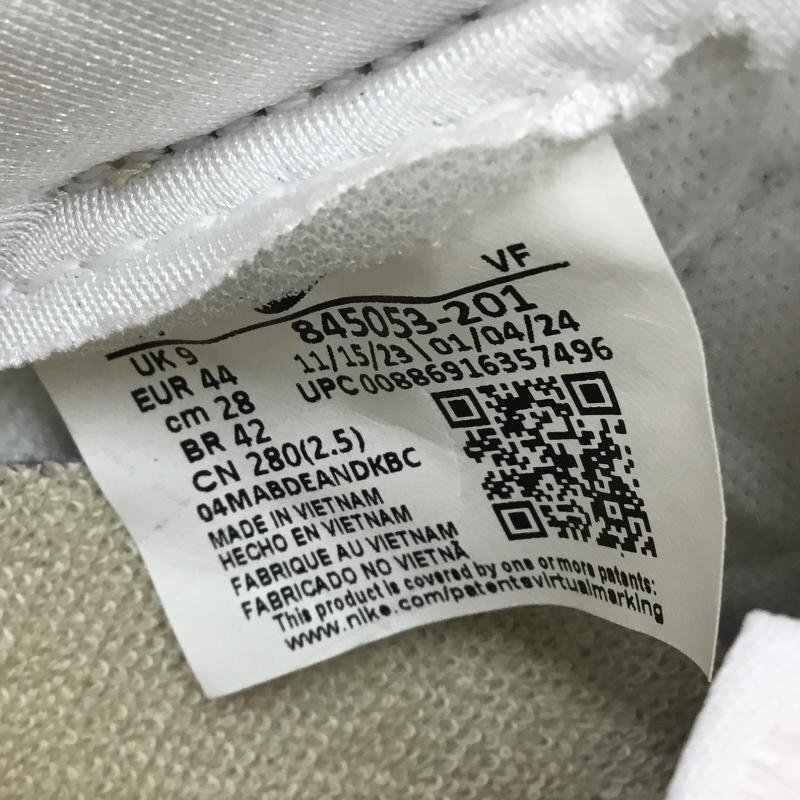 VF
845053-201
UK 9
11/15/23\01/04/24
EUR 44
UPC00886916357496
cm 28
BR 42
CN 280(2.5)
04MABDEANDKBC
MADE IN VIETNAM
HECHO EN VIETNAM
FABRIQUE AU VIETNAM
FABRICADO NO VIETNÃ
This product is covered by one or more patents:
www.nike.com/patentsvirtualmarking